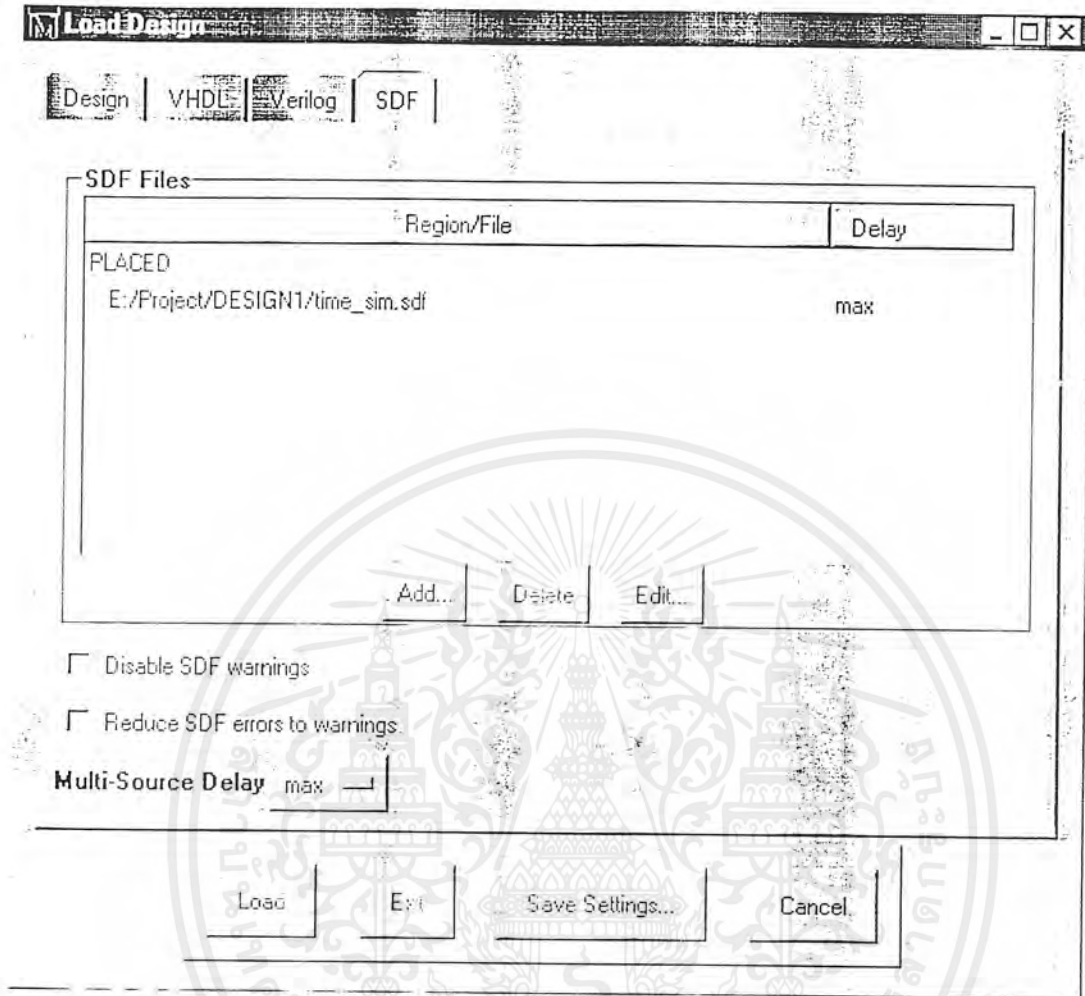 Load Design
Design VHDL Verilog SDF
SDF Files
Region/File Delay
PLACED
E:/Project/DESIGN1/time_sim.sdf max
Add... Delete Edit...
Disable SDF warnings
Reduce SDF errors to warnings
Multi-Source Delay max
Load Exit Save Settings... Cancel